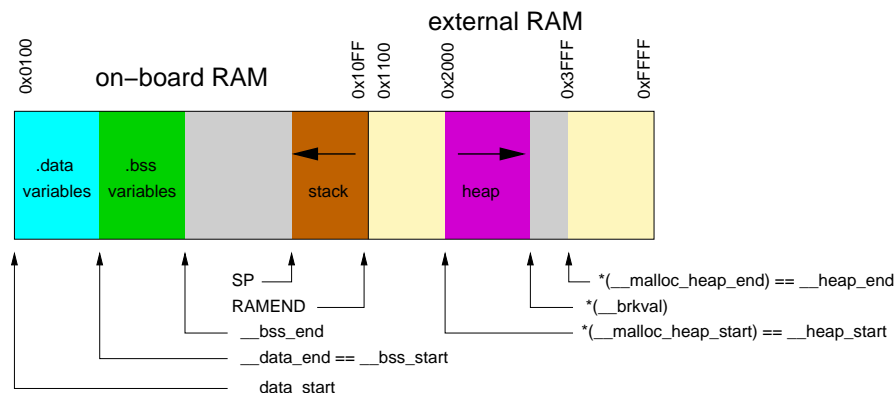 external RAM
on−board RAM
0x0100
0x10FF
0x1100
0x2000
0x3FFF
0xFFFF
.data
variables
.bss
variables
stack
heap
SP
RAMEND
__bss_end
__data_end == __bss_start
__data_start
*(__malloc_heap_end) == __heap_end
*(__brkval)
*(__malloc_heap_start) == __heap_start